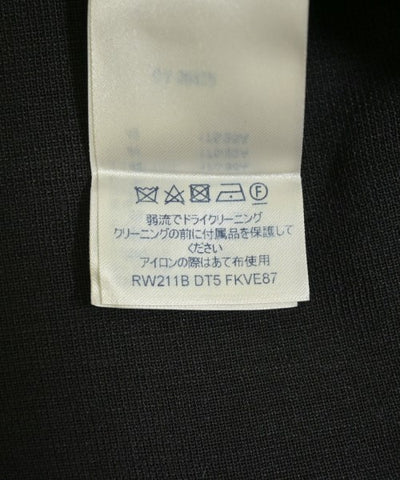 弱流でドライクリーニング
クリーニングの前に付属品を保護して
ください
アイロンの際はあて布使用
RW211B DT5 FKVE87